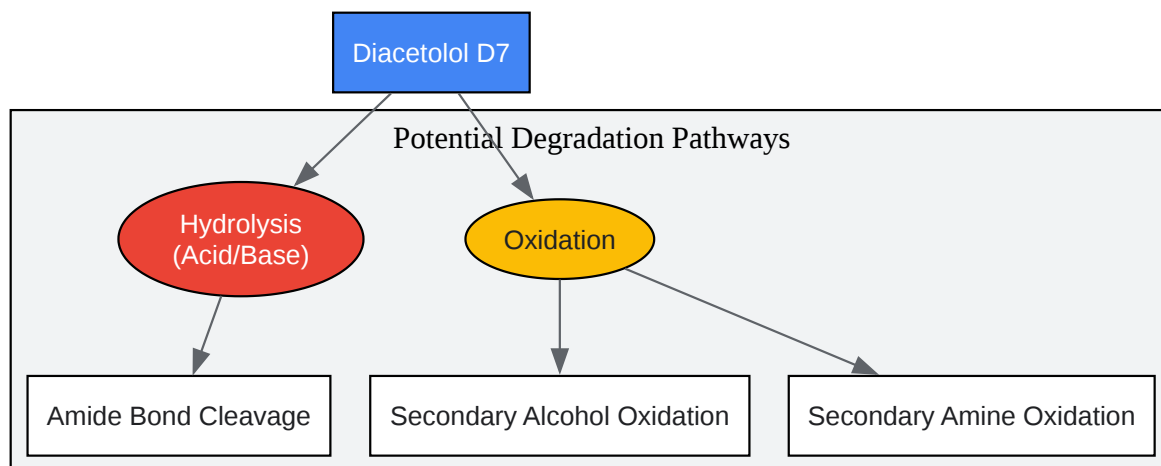 Diacetolol D7
Potential Degradation Pathways
Hydrolysis
(Acid/Base)
Oxidation
Amide Bond Cleavage
Secondary Alcohol Oxidation
Secondary Amine Oxidation